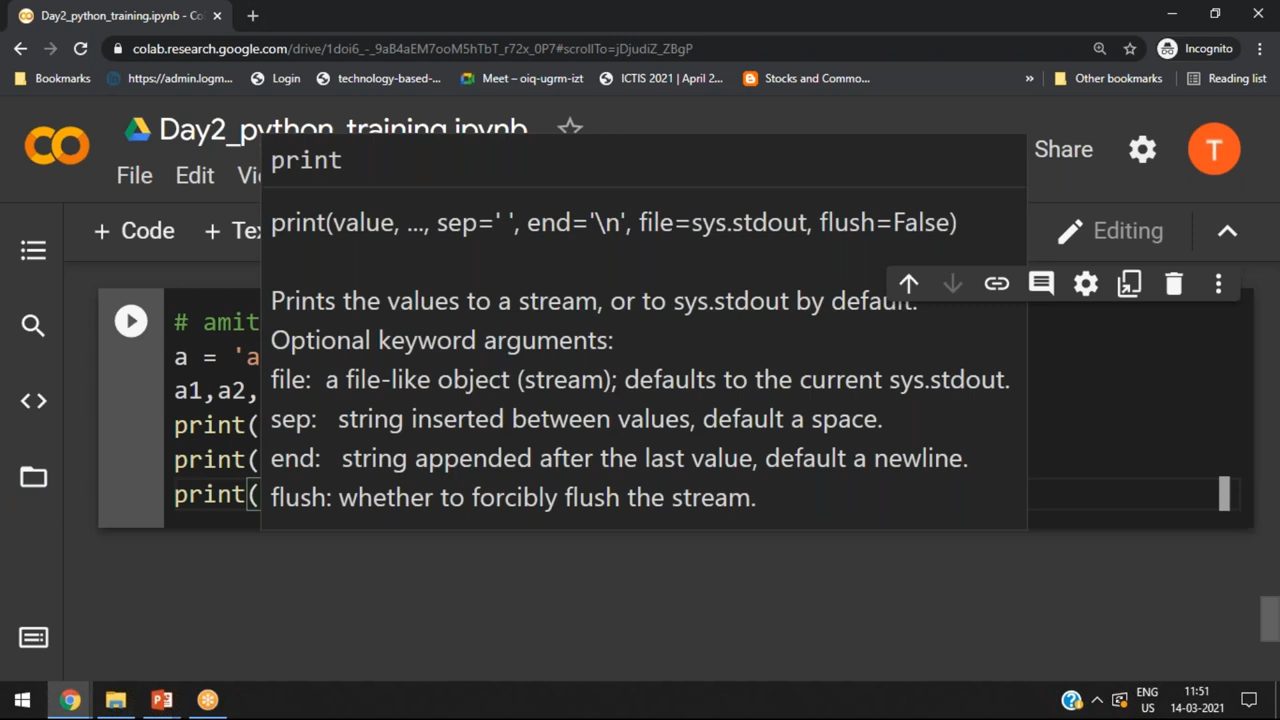 Day2_python_training.ipynb - Co
colab.research.google.com/drive/1doi6_-_9aB4aEM7ooM5hTbT_r72x_0P7#scrollTo=jDjudiZ_ZBgP
Incognito
Bookmarks
https://admin.logm...
Login
technology-based-...
Meet – oiq-ugrm-izt
ICTIS 2021 | April 2...
Stocks and Commo...
»
Other bookmarks
Reading list
Day2_python_training.ipynb
File Edit Vi
Share
T
+ Code + Te
Editing
print
print(value, ..., sep=' ', end='\n', file=sys.stdout, flush=False)
Prints the values to a stream, or to sys.stdout by default.
Optional keyword arguments:
file: a file-like object (stream); defaults to the current sys.stdout.
sep: string inserted between values, default a space.
end: string appended after the last value, default a newline.
flush: whether to forcibly flush the stream.
# amit
a = 'a
a1,a2,
print(
print(
print(
ENG
US
11:51
14-03-2021